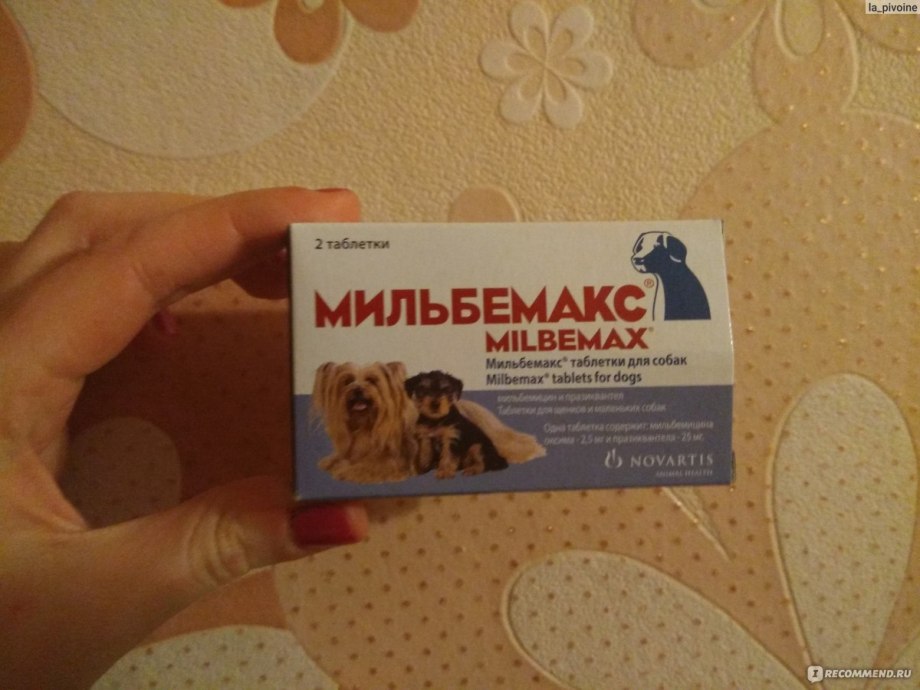 la_pivoine
2 таблетки
МИЛЬБЕМАКС®
MILBEMAX®
Мильбемакс® таблетки для собак
Milbemax® tablets for dogs
мильбемицин и празиквантел
Таблетки для щенков и маленьких собак
Одна таблетка содержит: мильбемицина
оксима - 2,5 мг и празиквантела - 25 мг.
NOVARTIS
ANIMAL HEALTH
IRECOMMEND.RU